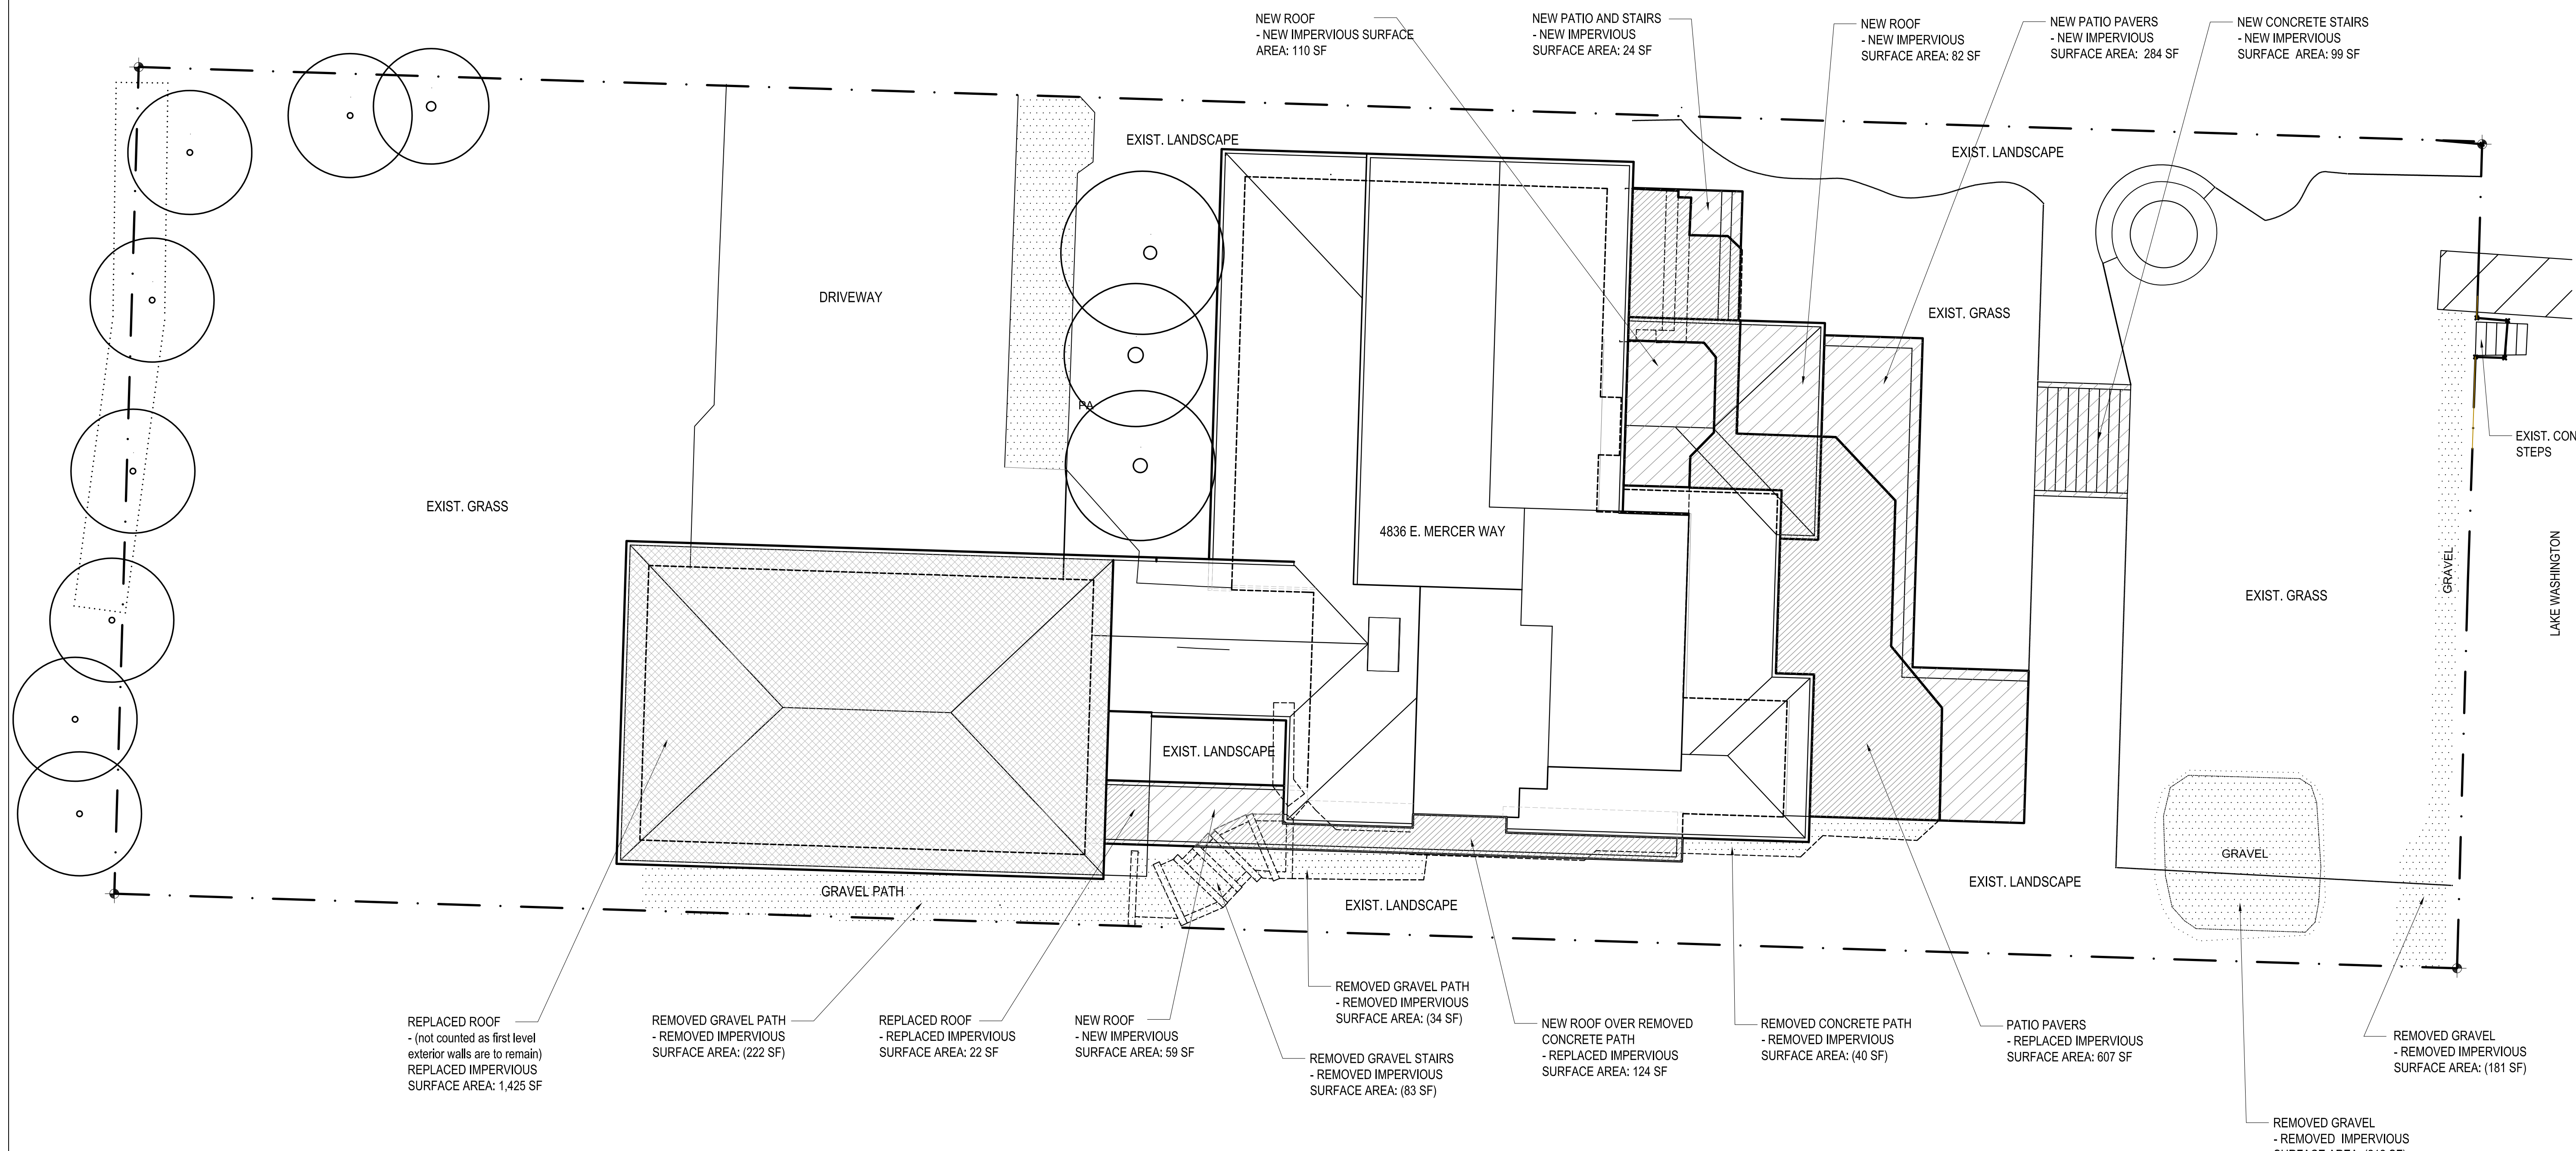 NEW ROOF
- NEW IMPERVIOUS SURFACE
AREA: 110 SF
NEW PATIO AND STAIRS
- NEW IMPERVIOUS
SURFACE AREA: 24 SF
NEW ROOF
- NEW IMPERVIOUS
SURFACE AREA: 82 SF
NEW PATIO PAVERS
- NEW IMPERVIOUS
SURFACE AREA: 284 SF
NEW CONCRETE STAIRS
- NEW IMPERVIOUS
SURFACE AREA: 99 SF
EXIST. LANDSCAPE
EXIST. LANDSCAPE
DRIVEWAY
EXIST. GRASS
PA
EXIST. CON
STEPS
EXIST. GRASS
4836 E. MERCER WAY
GRAVEL
LAKE WASHINGTON
EXIST. GRASS
EXIST. LANDSCAPE
GRAVEL
GRAVEL PATH
EXIST. LANDSCAPE
EXIST. LANDSCAPE
REPLACED ROOF
- (not counted as first level
exterior walls are to remain)
REPLACED IMPERVIOUS
SURFACE AREA: 1,425 SF
REMOVED GRAVEL PATH
- REMOVED IMPERVIOUS
SURFACE AREA: (222 SF)
REPLACED ROOF
- REPLACED IMPERVIOUS
SURFACE AREA: 22 SF
NEW ROOF
- NEW IMPERVIOUS
SURFACE AREA: 59 SF
REMOVED GRAVEL PATH
- REMOVED IMPERVIOUS
SURFACE AREA: (34 SF)
REMOVED GRAVEL STAIRS
- REMOVED IMPERVIOUS
SURFACE AREA: (83 SF)
NEW ROOF OVER REMOVED
CONCRETE PATH
- REPLACED IMPERVIOUS
SURFACE AREA: 124 SF
REMOVED CONCRETE PATH
- REMOVED IMPERVIOUS
SURFACE AREA: (40 SF)
PATIO PAVERS
- REPLACED IMPERVIOUS
SURFACE AREA: 607 SF
REMOVED GRAVEL
- REMOVED IMPERVIOUS
SURFACE AREA: (181 SF)
REMOVED GRAVEL
- REMOVED IMPERVIOUS